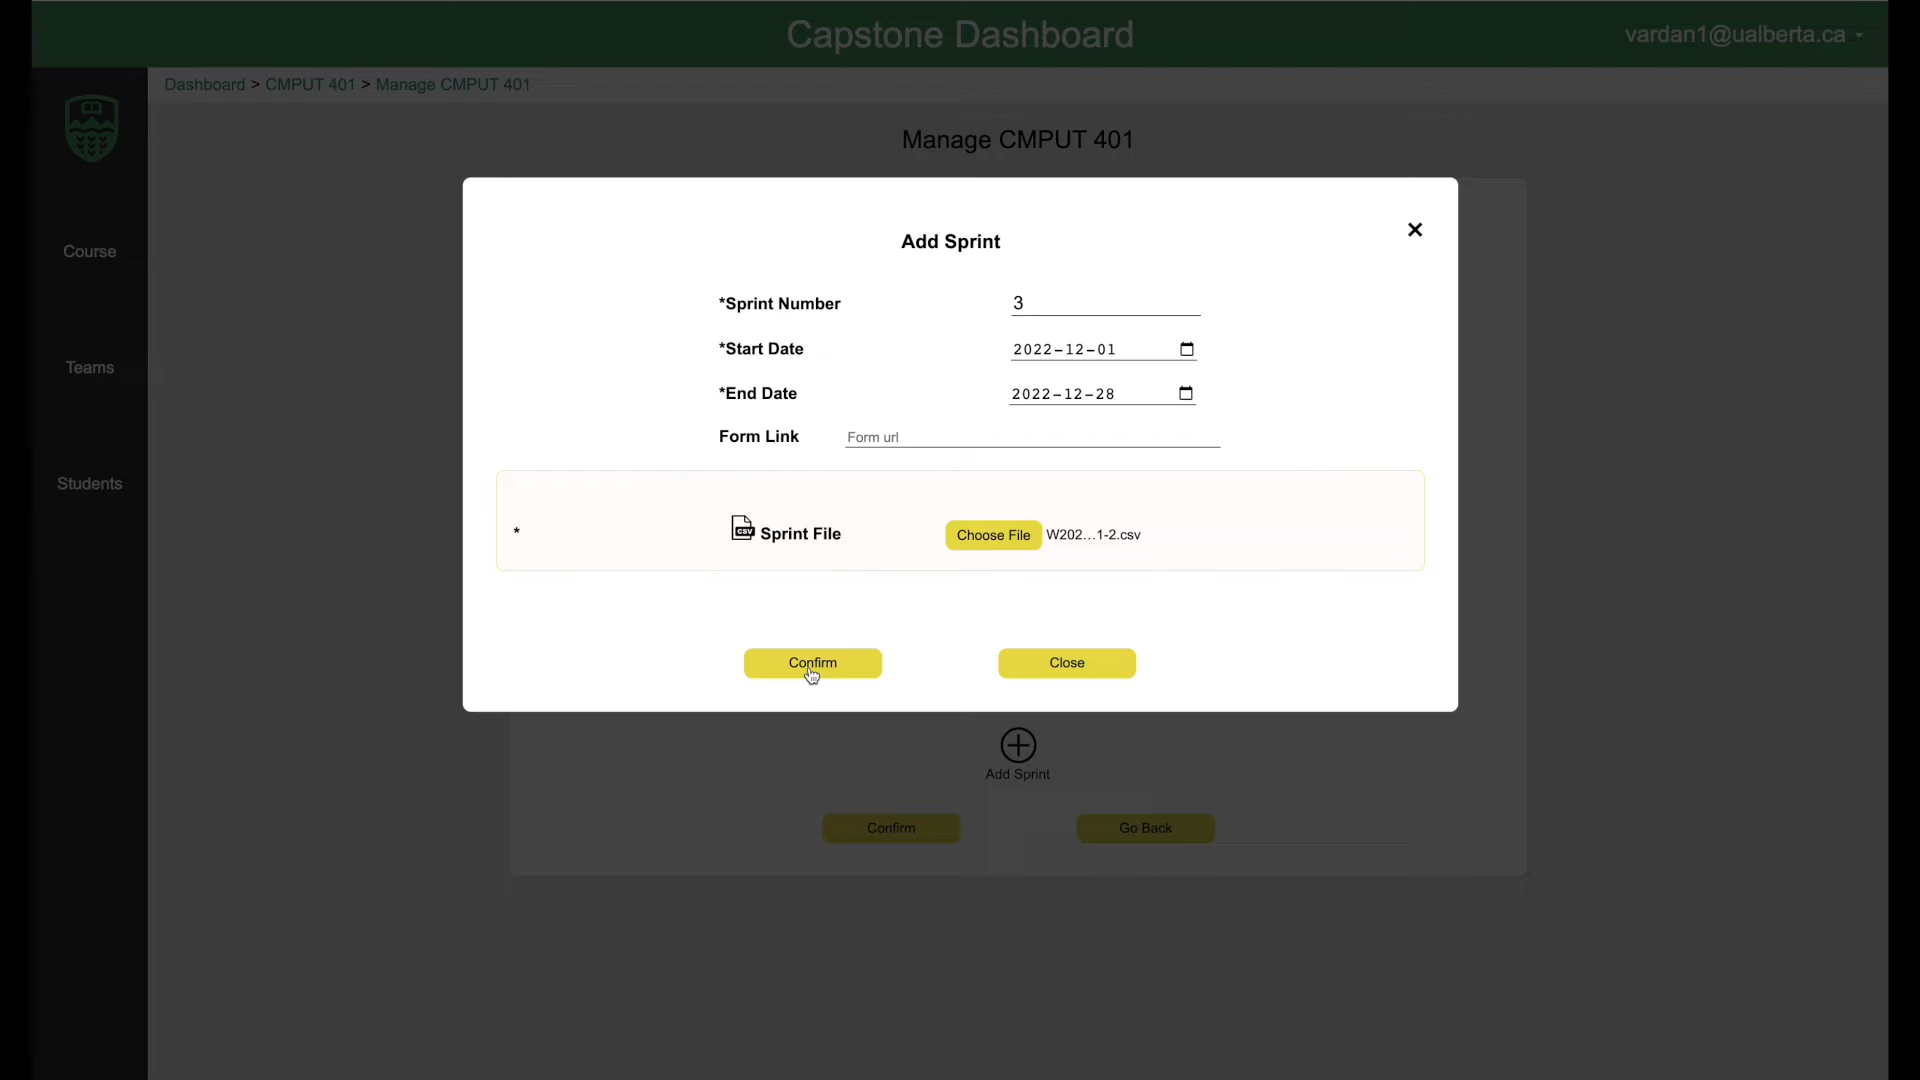 Capstone Dashboard
vardan1@ualberta.ca
Dashboard > CMPUT 401 > Manage CMPUT 401
Manage CMPUT 401
Course
Teams
Students
Add Sprint
*Sprint Number 3
*Start Date 2022-12-01
*End Date 2022-12-28
Form Link Form url
* CSV Sprint File Choose File W202...1-2.csv
Confirm Close
Add Sprint
Confirm Go Back